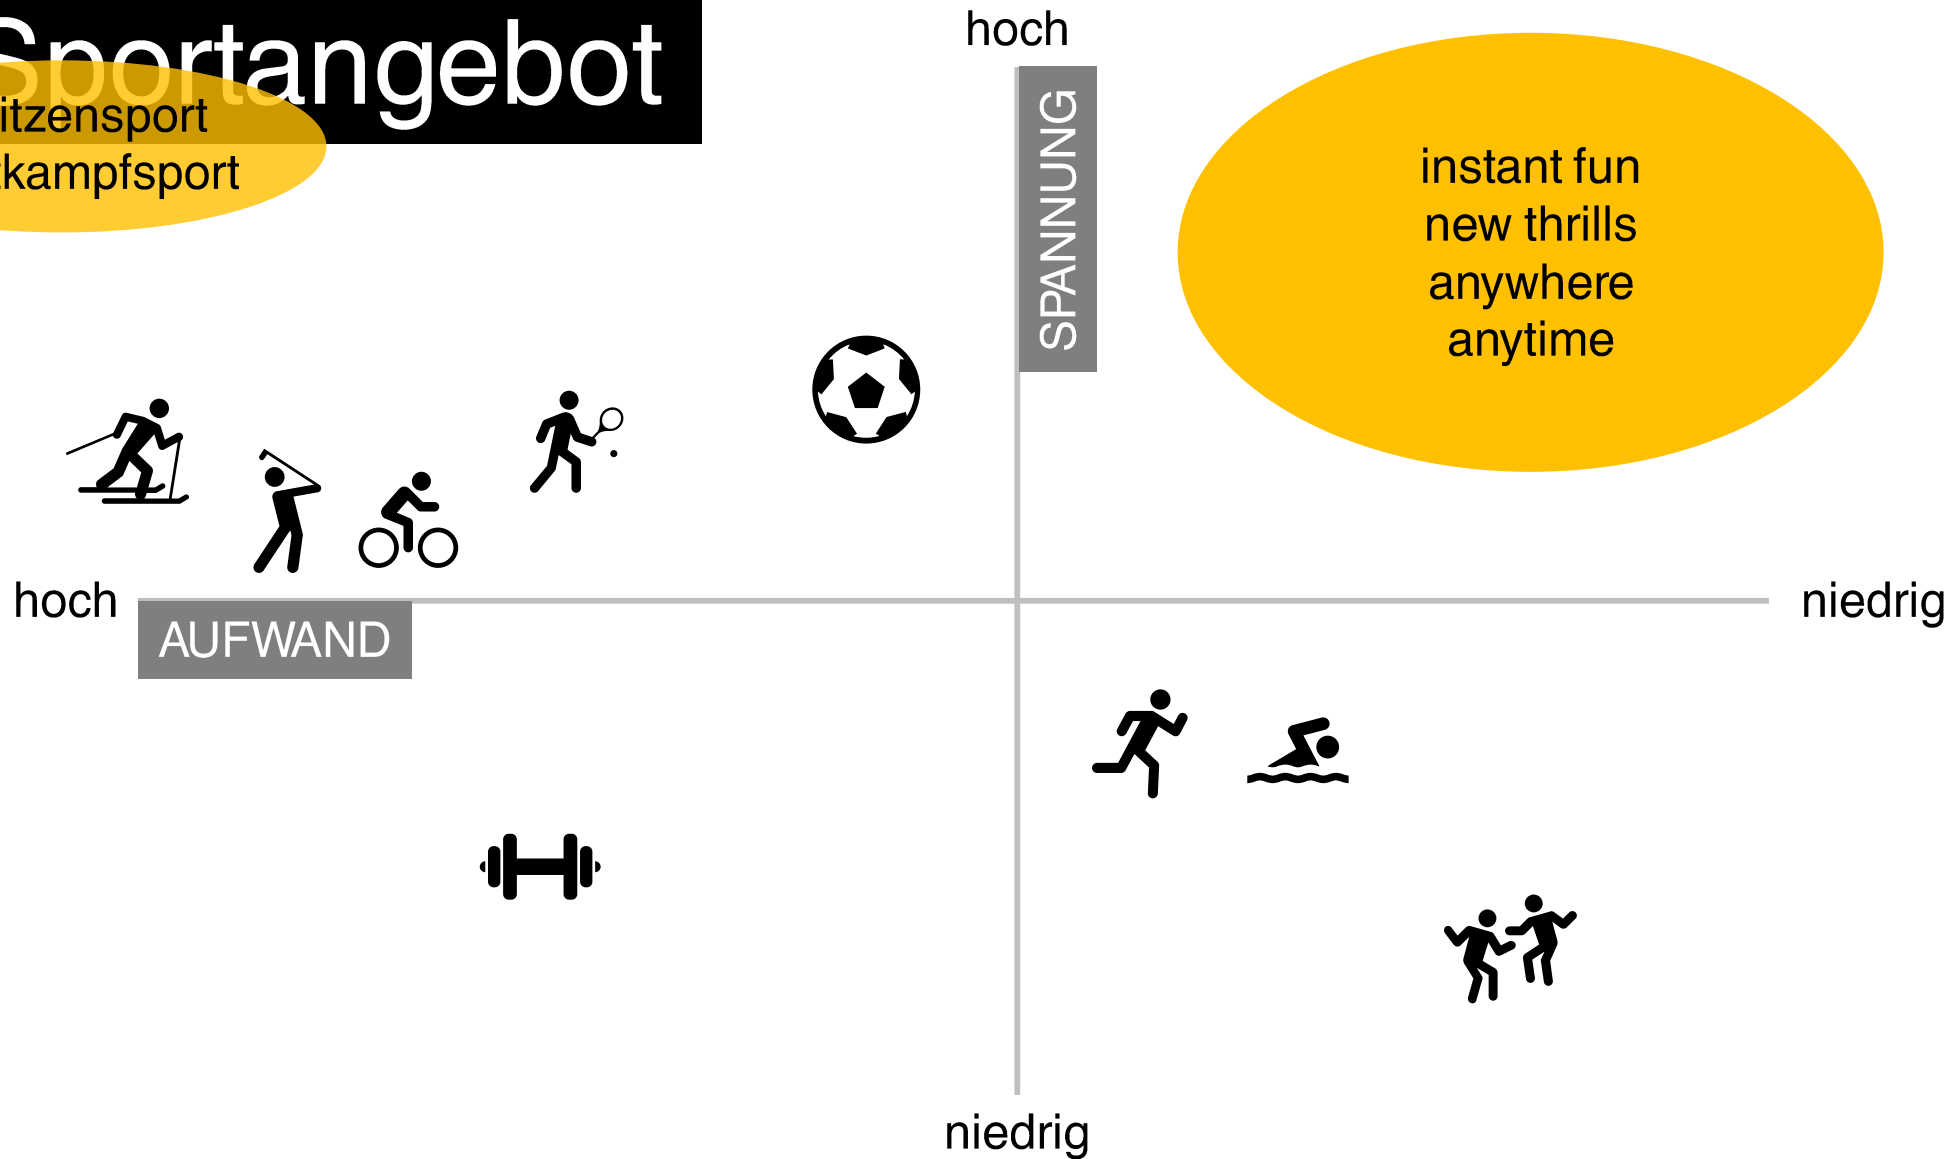 Sportangebot
itzensport
kampfsport
hoch
SPANNUNG
instant fun
new thrills
anywhere
anytime
hoch
niedrig
AUFWAND
niedrig